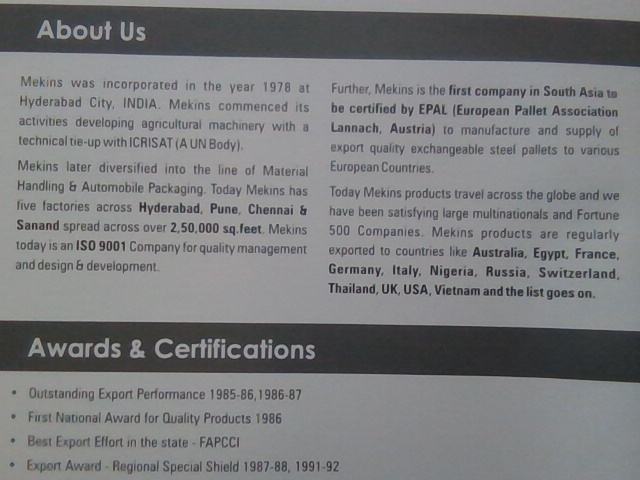 About Us
Mekins was incorporated in the year 1978 at
Hyderabad City, INDIA. Mekins commenced its
activities developing agricultural machinery with a
technical tie-up with ICRISAT (A UN Body).
Mekins later diversified into the line of Material
Handling & Automobile Packaging. Today Mekins has
five factories across Hyderabad, Pune, Chennai &
Sanand spread across over 2,50,000 sq.feet. Mekins
today is an ISO 9001 Company for quality management
and design & development.
Further, Mekins is the first company in South Asia to
be certified by EPAL (European Pallet Association
Lannach, Austria) to manufacture and supply of
export quality exchangeable steel pallets to various
European Countries.
Today Mekins products travel across the globe and we
have been satisfying large multinationals and Fortune
500 Companies. Mekins products are regularly
exported to countries like Australia, Egypt, France,
Germany, Italy, Nigeria, Russia, Switzerland,
Thailand, UK, USA, Vietnam and the list goes on.
Awards & Certifications
• Outstanding Export Performance 1985-86,1986-87
• First National Award for Quality Products 1986
• Best Export Effort in the state - FAPCCI
• Export Award - Regional Special Shield 1987-88, 1991-92